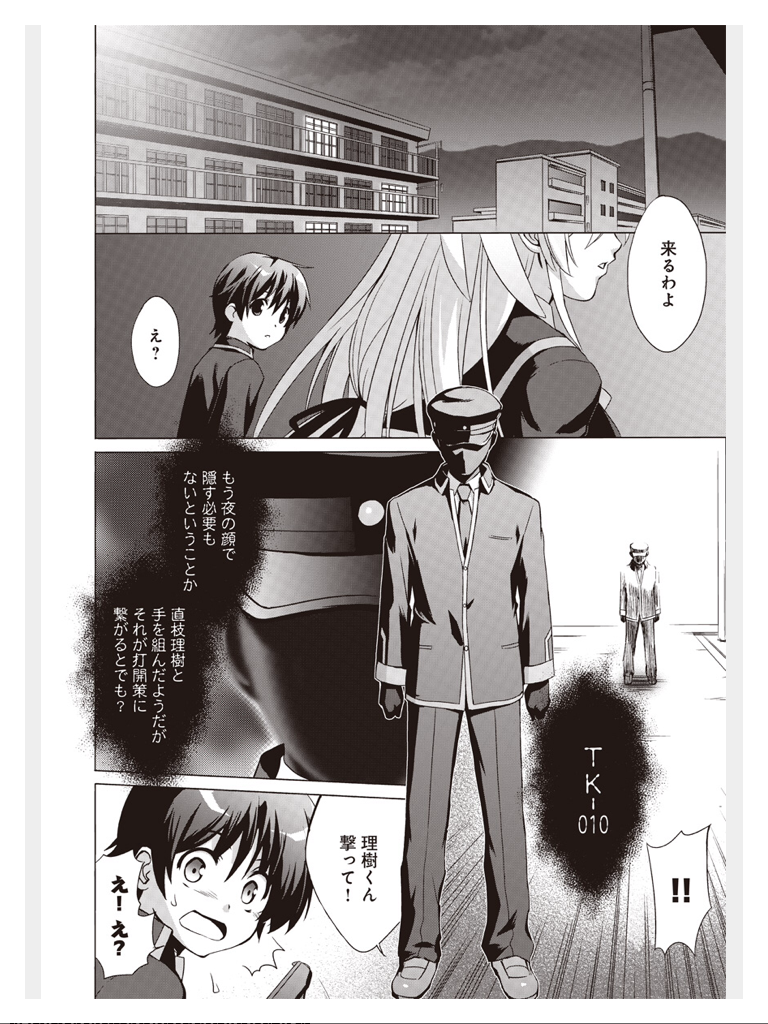 来るわよ
え?
TK-010
もう夜の顔で
隠す必要も
ないということか
直枝理樹と
手を組んだようだが
それが打開策に
繋がるとでも?
!!
理樹くん
撃って!
え!え?